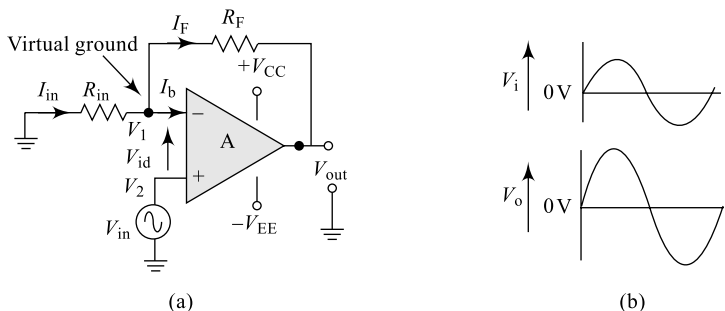 I_F
R_F
Virtual ground
+V_CC
I_in
R_in
I_b
V_1
−
A
V_id
V_2
+
V_out
V_in
−V_EE
(a)
V_i
0 V
V_o
0 V
(b)